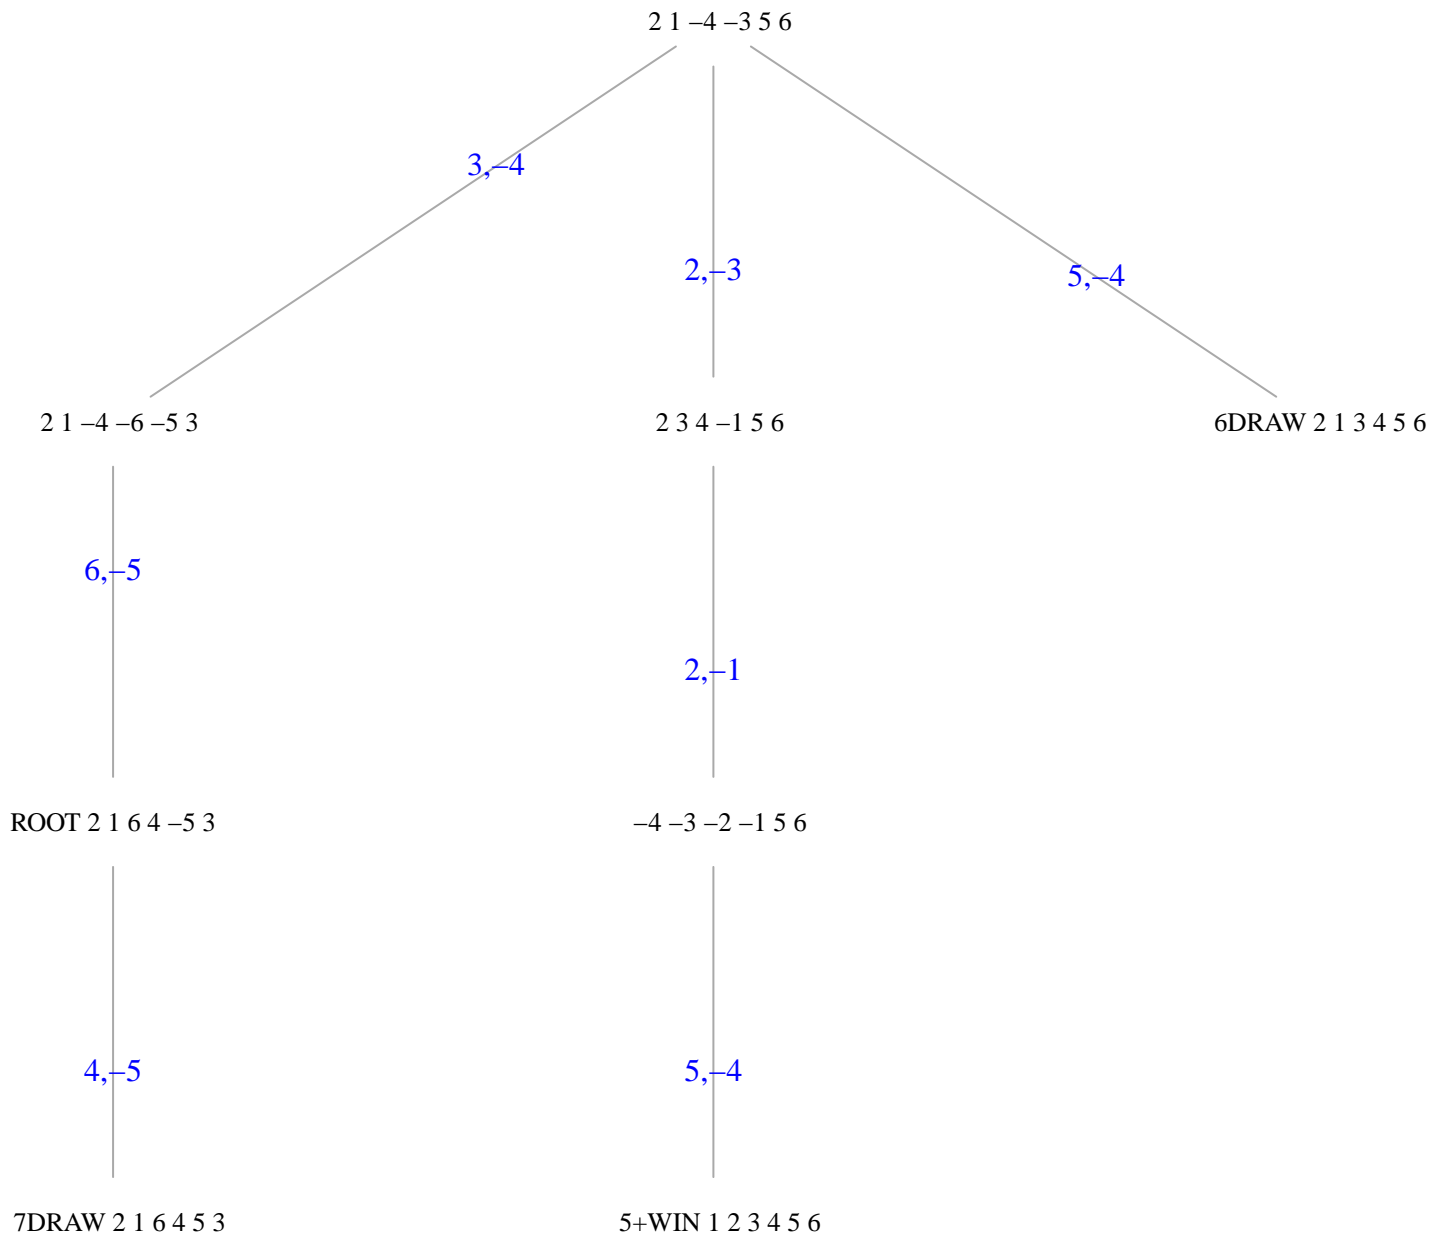 2 1 –4 –3 5 6
3,–4
2,–3
5,–4
2 1 –4 –6 –5 3
2 3 4 –1 5 6
6DRAW 2 1 3 4 5 6
6,–5
2,–1
ROOT 2 1 6 4 –5 3
–4 –3 –2 –1 5 6
4,–5
5,–4
7DRAW 2 1 6 4 5 3
5+WIN 1 2 3 4 5 6